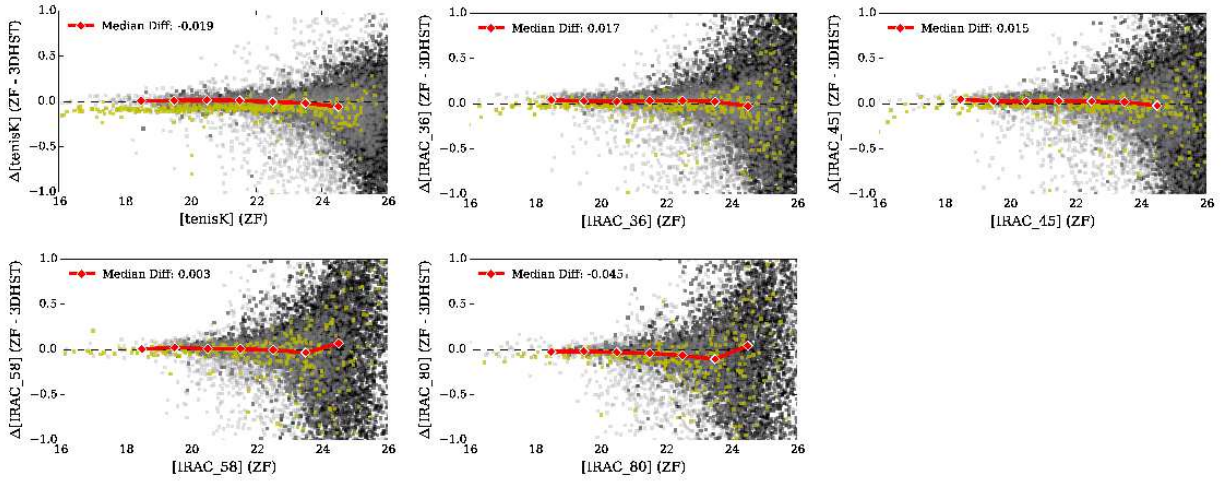 Median Diff: -0.019
Δ[tenisK] (ZF - 3DHST)
1.0
0.5
0.0
−0.5
−1.0
16 18 20 22 24 26
[tenisK] (ZF)
Median Diff: 0.017
Δ[IRAC_36] (ZF - 3DHST)
1.0
0.5
0.0
−0.5
−1.0
16 18 20 22 24 26
[IRAC_36] (ZF)
Median Diff: 0.015
Δ[IRAC_45] (ZF - 3DHST)
1.0
0.5
0.0
−0.5
−1.0
16 18 20 22 24 26
[IRAC_45] (ZF)
Median Diff: 0.003
Δ[IRAC_58] (ZF - 3DHST)
1.0
0.5
0.0
−0.5
−1.0
16 18 20 22 24 26
[IRAC_58] (ZF)
Median Diff: -0.045
Δ[IRAC_80] (ZF - 3DHST)
1.0
0.5
0.0
−0.5
−1.0
16 18 20 22 24 26
[IRAC_80] (ZF)